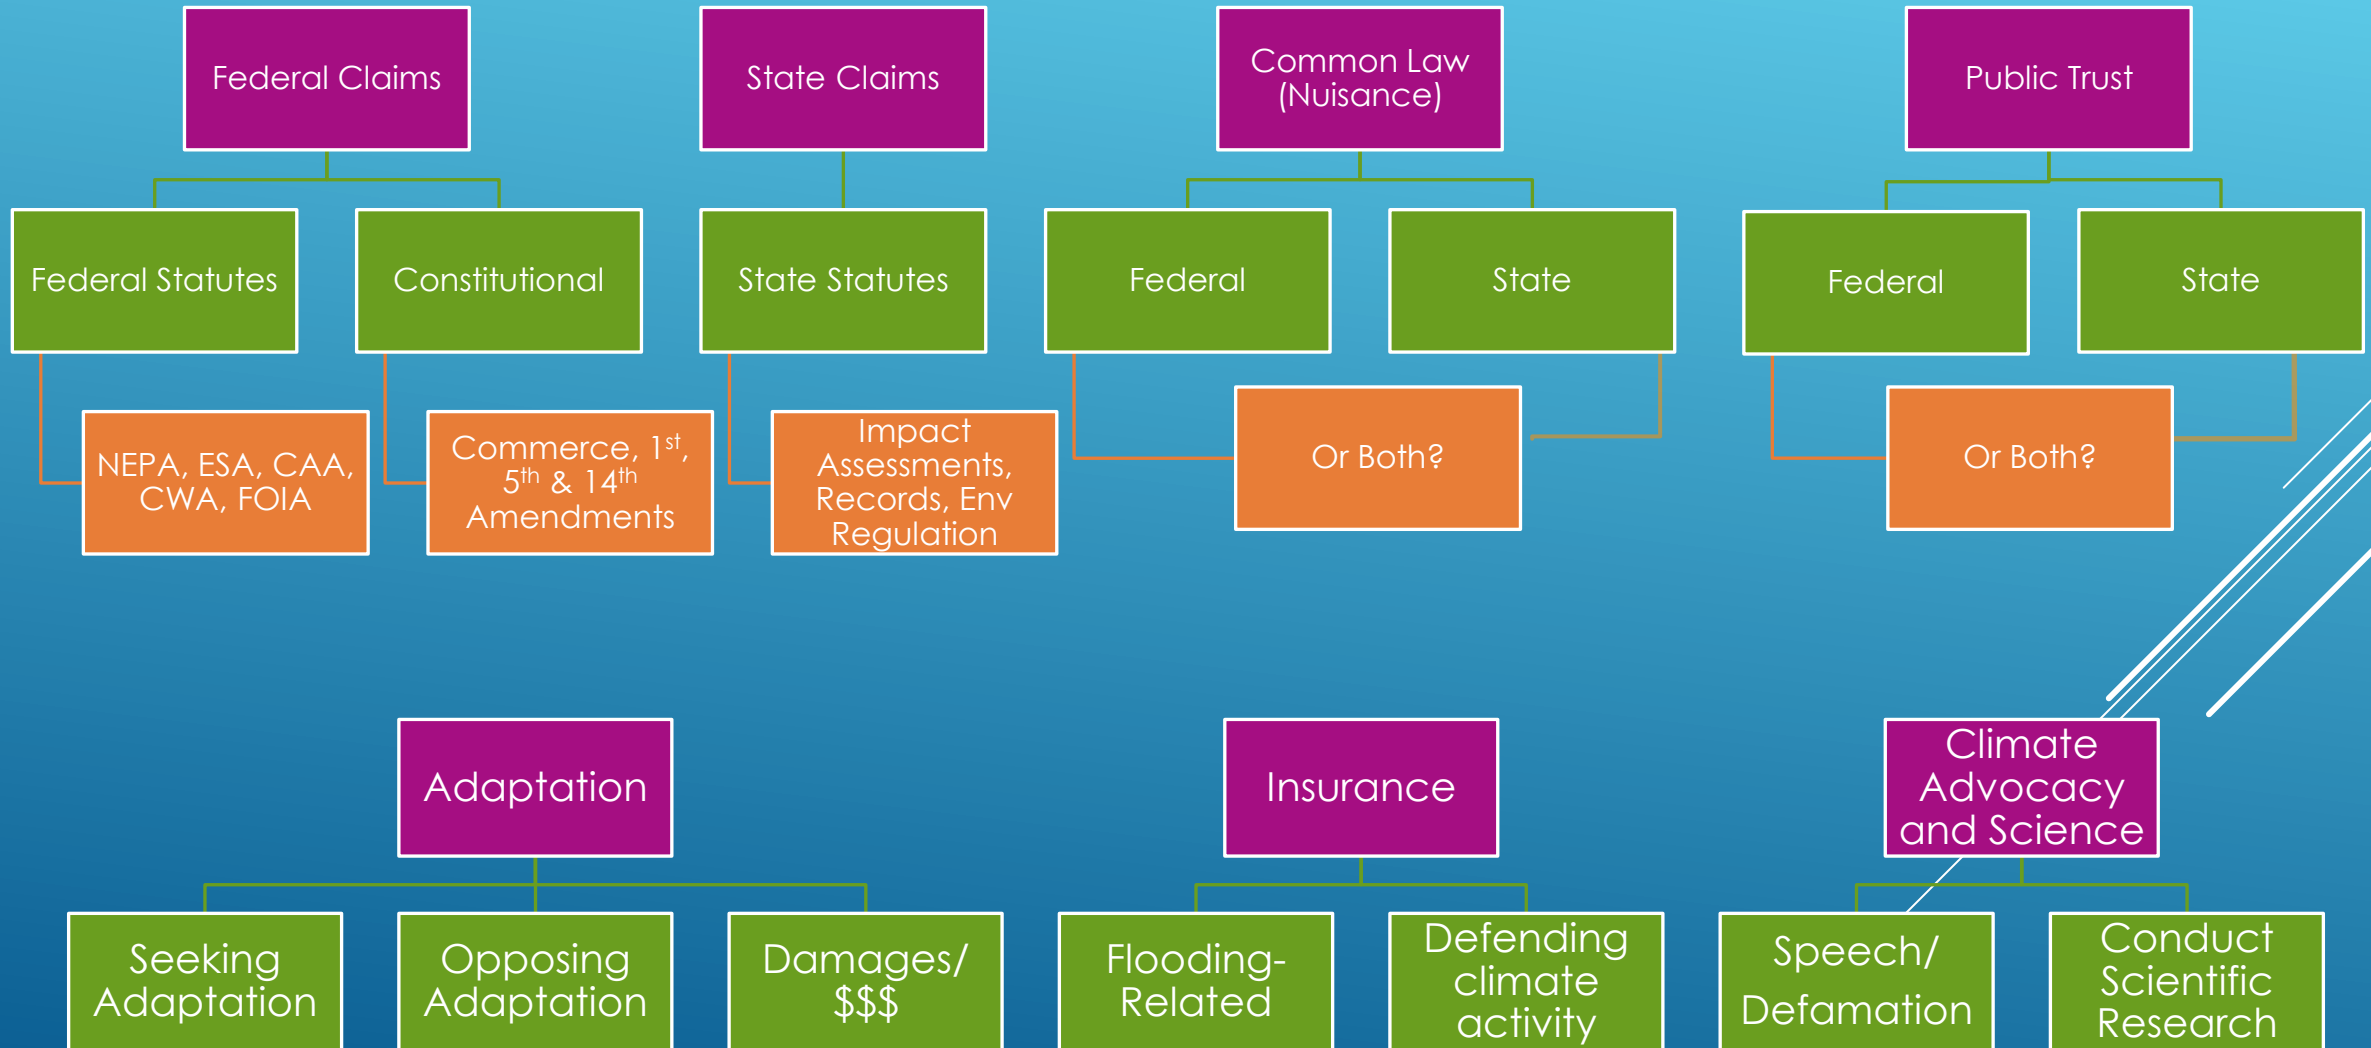 Federal Claims
State Claims
Common Law
(Nuisance)
Public Trust
Federal Statutes
Constitutional
State Statutes
Federal
State
Federal
State
NEPA, ESA, CAA,
CWA, FOIA
Commerce, 1st,
5th & 14th
Amendments
Impact
Assessments,
Records, Env
Regulation
Or Both?
Or Both?
Adaptation
Insurance
Climate
Advocacy
and Science
Seeking
Adaptation
Opposing
Adaptation
Damages/
$$$
Flooding-
Related
Defending
climate
activity
Speech/
Defamation
Conduct
Scientific
Research